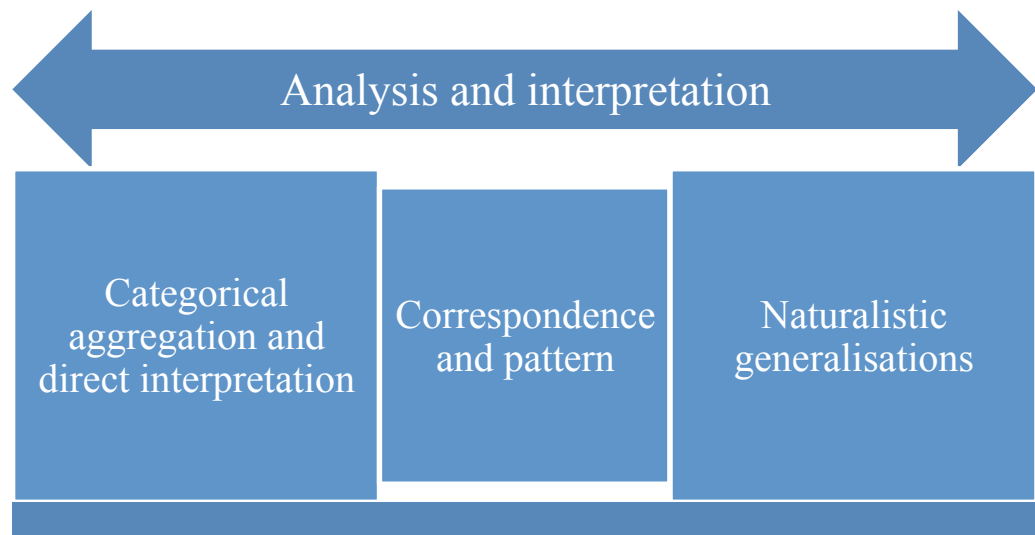 Analysis and interpretation
Categorical
aggregation and
direct interpretation
Correspondence
and pattern
Naturalistic
generalisations